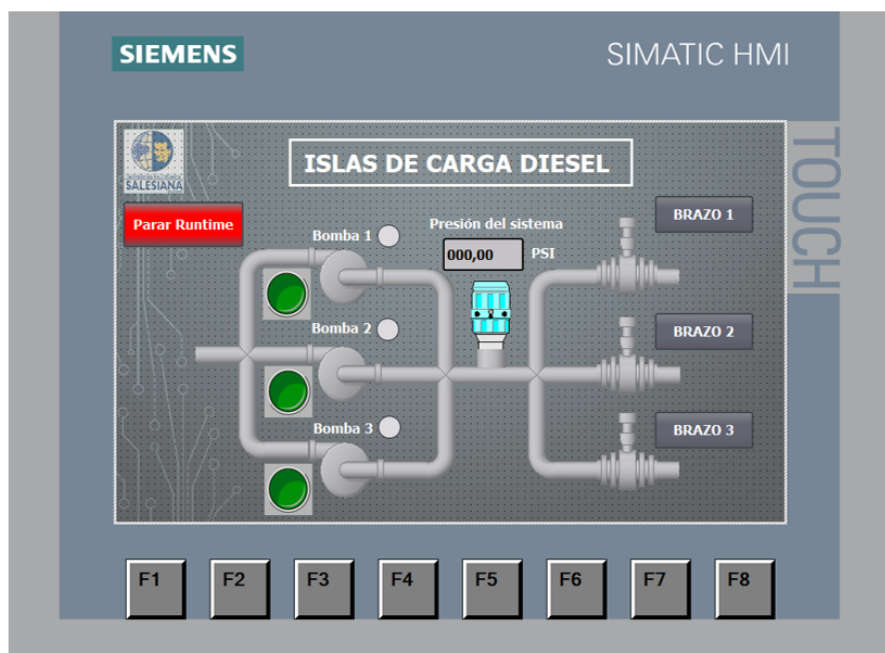 SIEMENS
SIMATIC HMI
TOUCH
SALESIANA
ISLAS DE CARGA DIESEL
Parar Runtime
Bomba 1
Presión del sistema
000,00 PSI
BRAZO 1
Bomba 2
BRAZO 2
Bomba 3
BRAZO 3
F1 F2 F3 F4 F5 F6 F7 F8